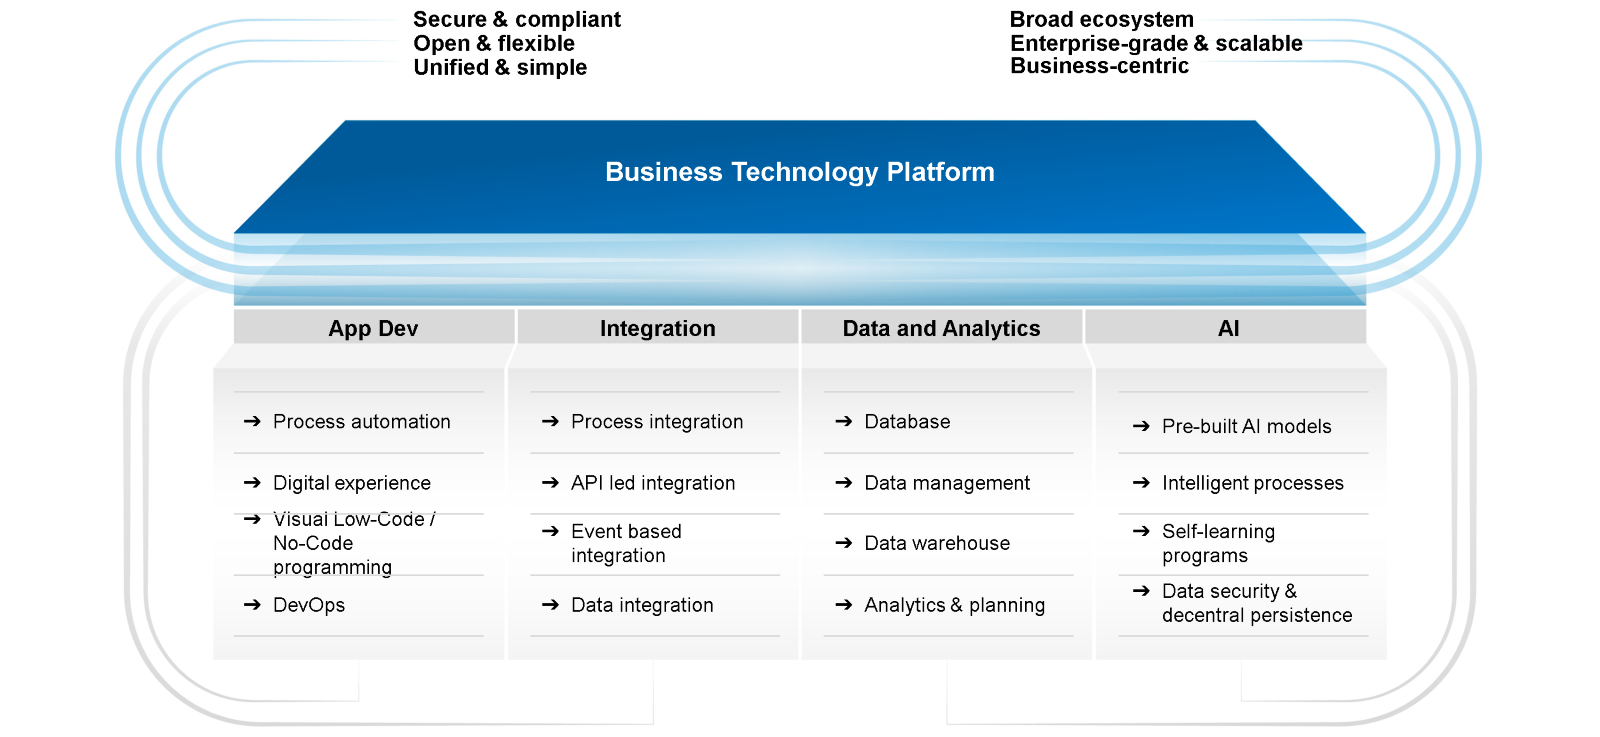 Secure & compliant
Open & flexible
Unified & simple
Broad ecosystem
Enterprise-grade & scalable
Business-centric
Business Technology Platform
App Dev
Integration
Data and Analytics
AI
Process automation
Digital experience
Visual Low-Code /
No-Code
programming
DevOps
Process integration
API led integration
Event based
integration
Data integration
Database
Data management
Data warehouse
Analytics & planning
Pre-built AI models
Intelligent processes
Self-learning
programs
Data security &
decentral persistence